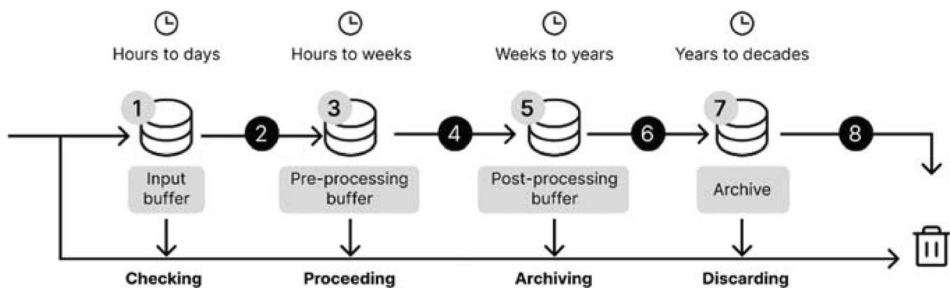 Hours to days
Hours to weeks
Weeks to years
Years to decades
1
2
3
4
5
6
7
8
Input
buffer
Pre-processing
buffer
Post-processing
buffer
Archive
Checking
Proceeding
Archiving
Discarding